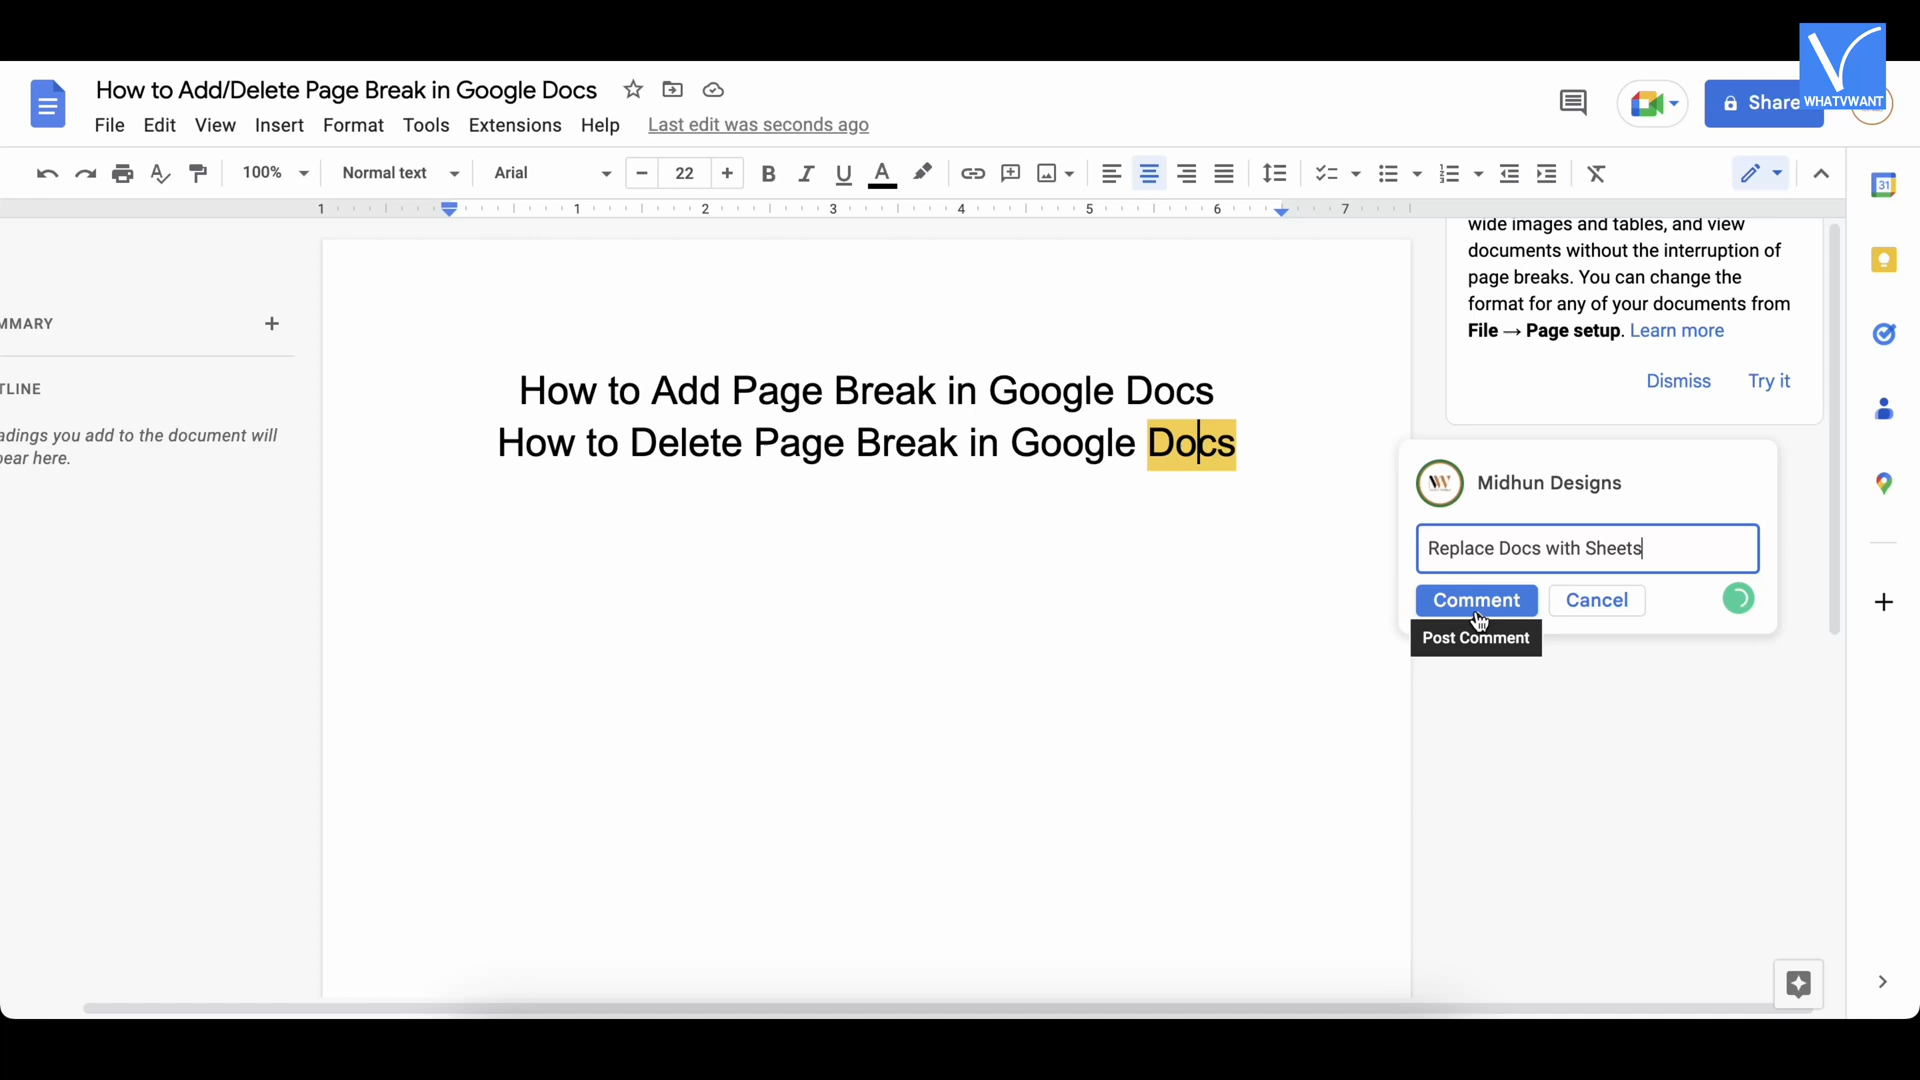 WHATVWANT
How to Add/Delete Page Break in Google Docs
Share
File Edit View Insert Format Tools Extensions Help Last edit was seconds ago
100% Normal text Arial 22
1 1 2 3 4 5 6 7
31
wide images and tables, and view
documents without the interruption of
page breaks. You can change the
format for any of your documents from
File → Page setup. Learn more
Dismiss Try it
MMARY
TLINE
adings you add to the document will
ear here.
How to Add Page Break in Google Docs
How to Delete Page Break in Google Docs
Midhun Designs
Replace Docs with Sheets
Comment Cancel
Post Comment